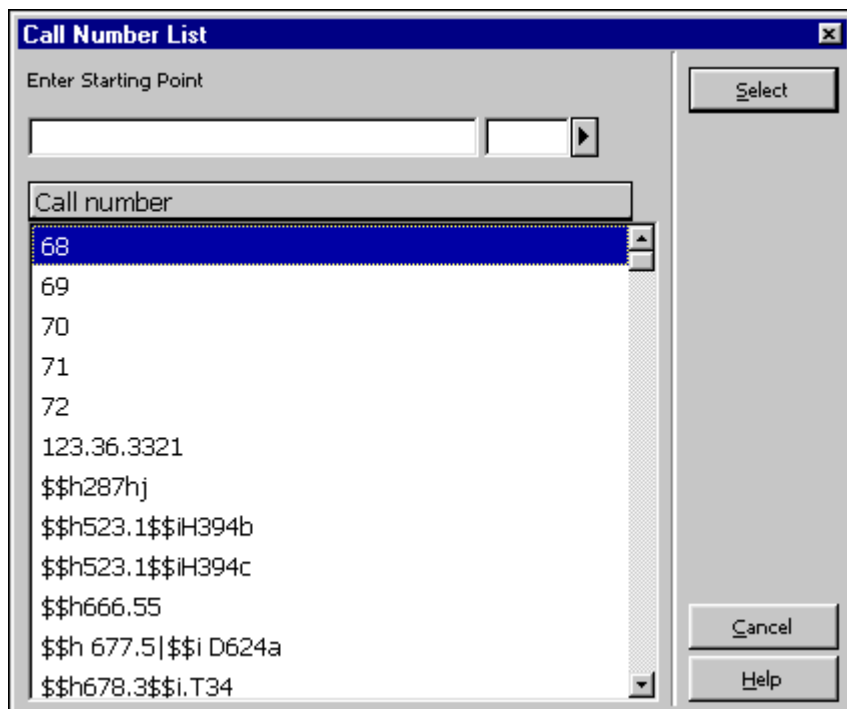 Call Number List
Enter Starting Point
Select
Call number
68
69
70
71
72
123.36.3321
$$h287hj
$$h523.1$$iH394b
$$h523.1$$iH394c
$$h666.55
$$h 677.5|$$i D624a
$$h678.3$$i.T34
Cancel
Help